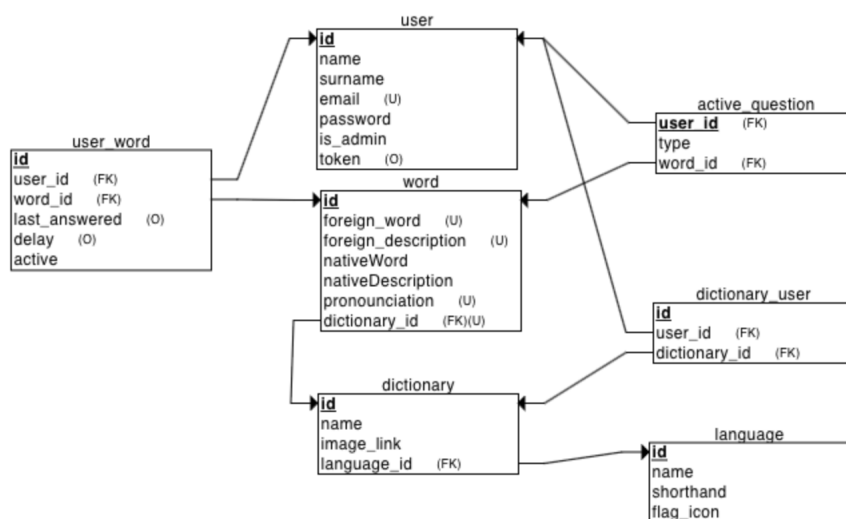 user
id
name
surname
email (U)
password
is_admin
token (O)
active_question
user_id (FK)
type
word_id (FK)
user_word
id
user_id (FK)
word_id (FK)
last_answered (O)
delay (O)
active
word
id
foreign_word (U)
foreign_description (U)
nativeWord
nativeDescription
pronounciation (U)
dictionary_id (FK)(U)
dictionary_user
id
user_id (FK)
dictionary_id (FK)
dictionary
id
name
image_link
language_id (FK)
language
id
name
shorthand
flag_icon